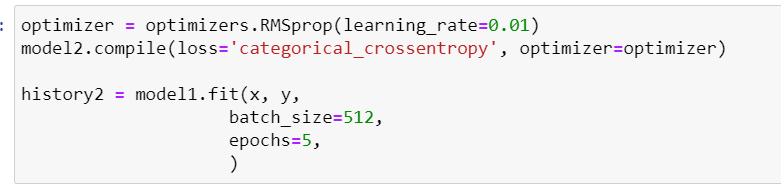 :
optimizer = optimizers.RMSprop(learning_rate=0.01)
model2.compile(loss='categorical_crossentropy', optimizer=optimizer)
history2 = model1.fit(x, y,
batch_size=512,
epochs=5,
)